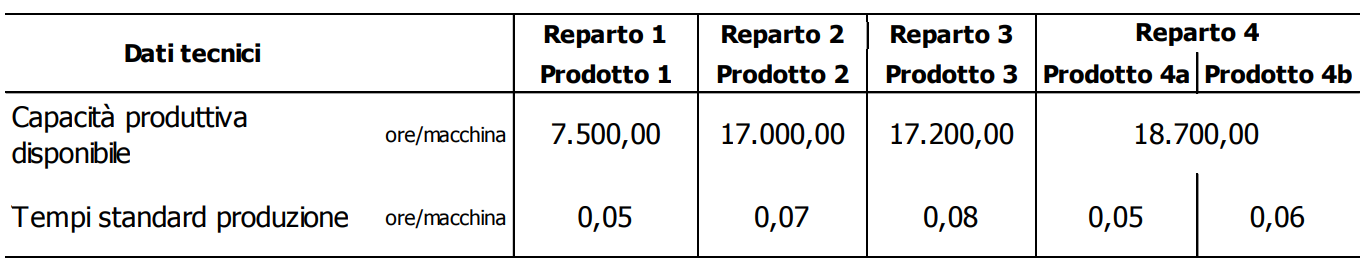 Dati tecnici
Reparto 1 Reparto 2 Reparto 3 Reparto 4
Prodotto 1 Prodotto 2 Prodotto 3 Prodotto 4a Prodotto 4b
Capacità produttiva
disponibile ore/macchina 7.500,00 17.000,00 17.200,00 18.700,00
Tempi standard produzione ore/macchina 0,05 0,07 0,08 0,05 0,06